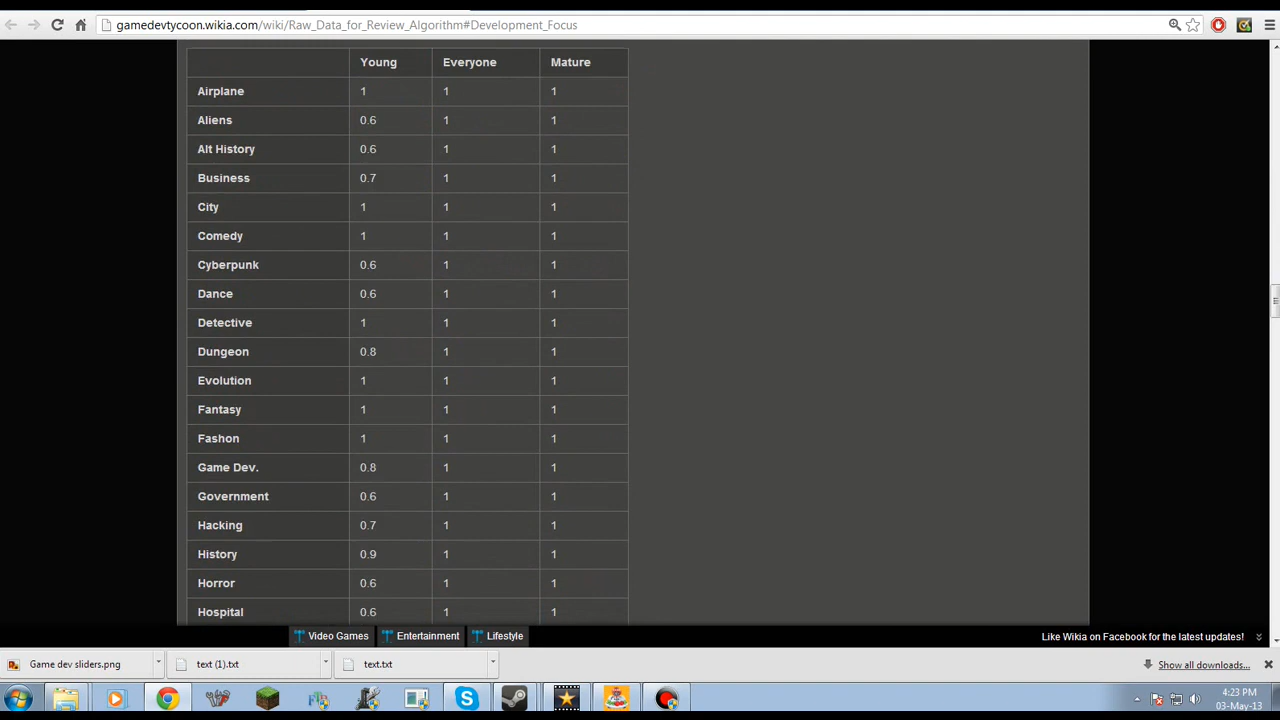 gamedevtycoon.wikia.com/wiki/Raw_Data_for_Review_Algorithm#Development_Focus
Young Everyone Mature
Airplane 1 1 1
Aliens 0.6 1 1
Alt History 0.6 1 1
Business 0.7 1 1
City 1 1 1
Comedy 1 1 1
Cyberpunk 0.6 1 1
Dance 0.6 1 1
Detective 1 1 1
Dungeon 0.8 1 1
Evolution 1 1 1
Fantasy 1 1 1
Fashon 1 1 1
Game Dev. 0.8 1 1
Government 0.6 1 1
Hacking 0.7 1 1
History 0.9 1 1
Horror 0.6 1 1
Hospital 0.6 1 1
Video Games Entertainment Lifestyle Like Wikia on Facebook for the latest updates!
Game dev sliders.png text (1).txt text.txt Show all downloads...
4:23 PM
03-May-13